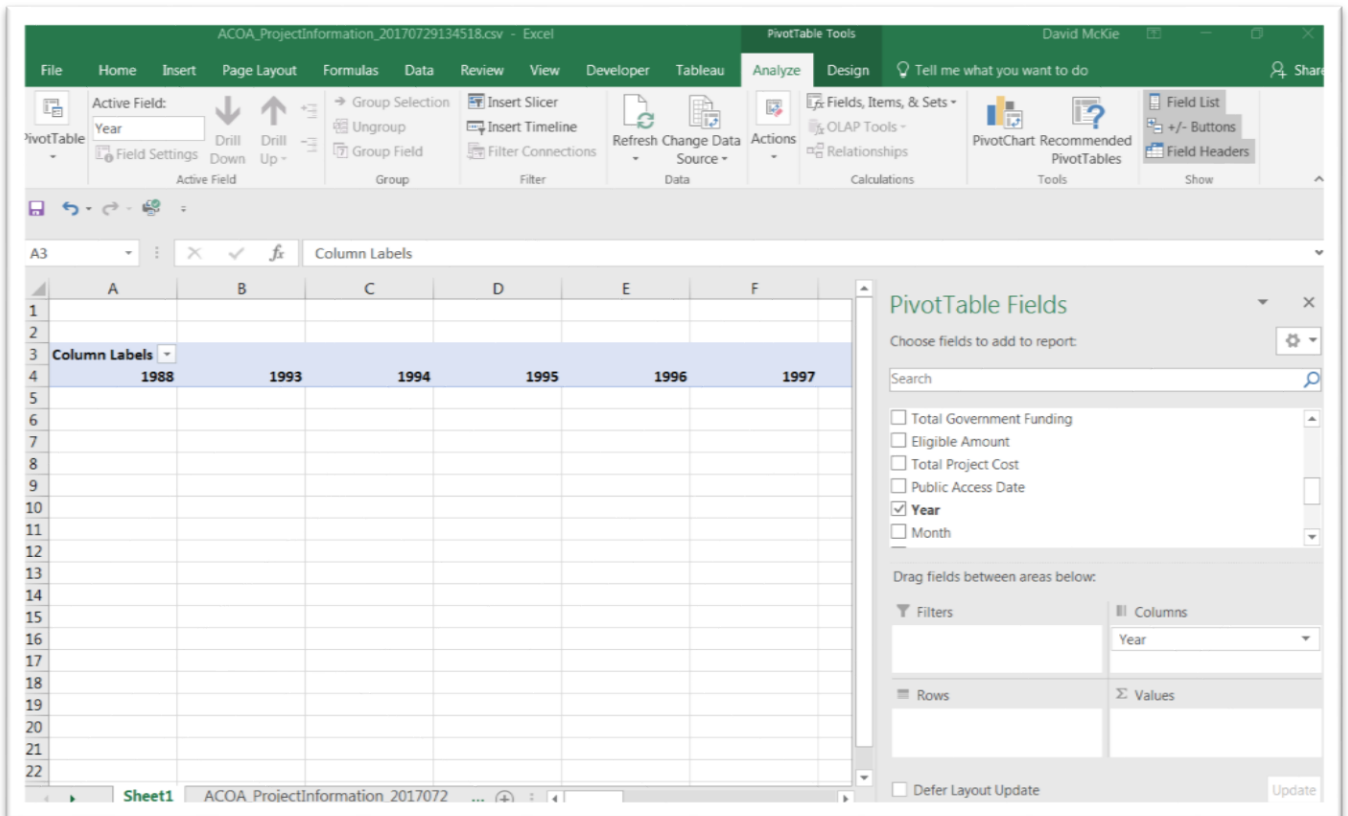 ACOA_ProjectInformation_20170729134518.csv - Excel
PivotTable Tools
David McKie
File Home Insert Page Layout Formulas Data Review View Developer Tableau Analyze Design Tell me what you want to do Share
PivotTable
Active Field:
Year
Field Settings
Drill Down
Drill Up
Active Field
Group Selection
Ungroup
Group Field
Group
Insert Slicer
Insert Timeline
Filter Connections
Filter
Refresh
Change Data Source
Data
Actions
Fields, Items, & Sets
OLAP Tools
Relationships
Calculations
PivotChart
Recommended PivotTables
Tools
Field List
+/- Buttons
Field Headers
Show
A3 fx Column Labels
A B C D E F
1
2
3 Column Labels
4 1988 1993 1994 1995 1996 1997
5
6
7
8
9
10
11
12
13
14
15
16
17
18
19
20
21
22
Sheet1 ACOA_ProjectInformation_2017072 ...
PivotTable Fields
Choose fields to add to report:
Search
Total Government Funding
Eligible Amount
Total Project Cost
Public Access Date
Year
Month
Drag fields between areas below:
Filters
Columns
Year
Rows
Σ Values
Defer Layout Update
Update